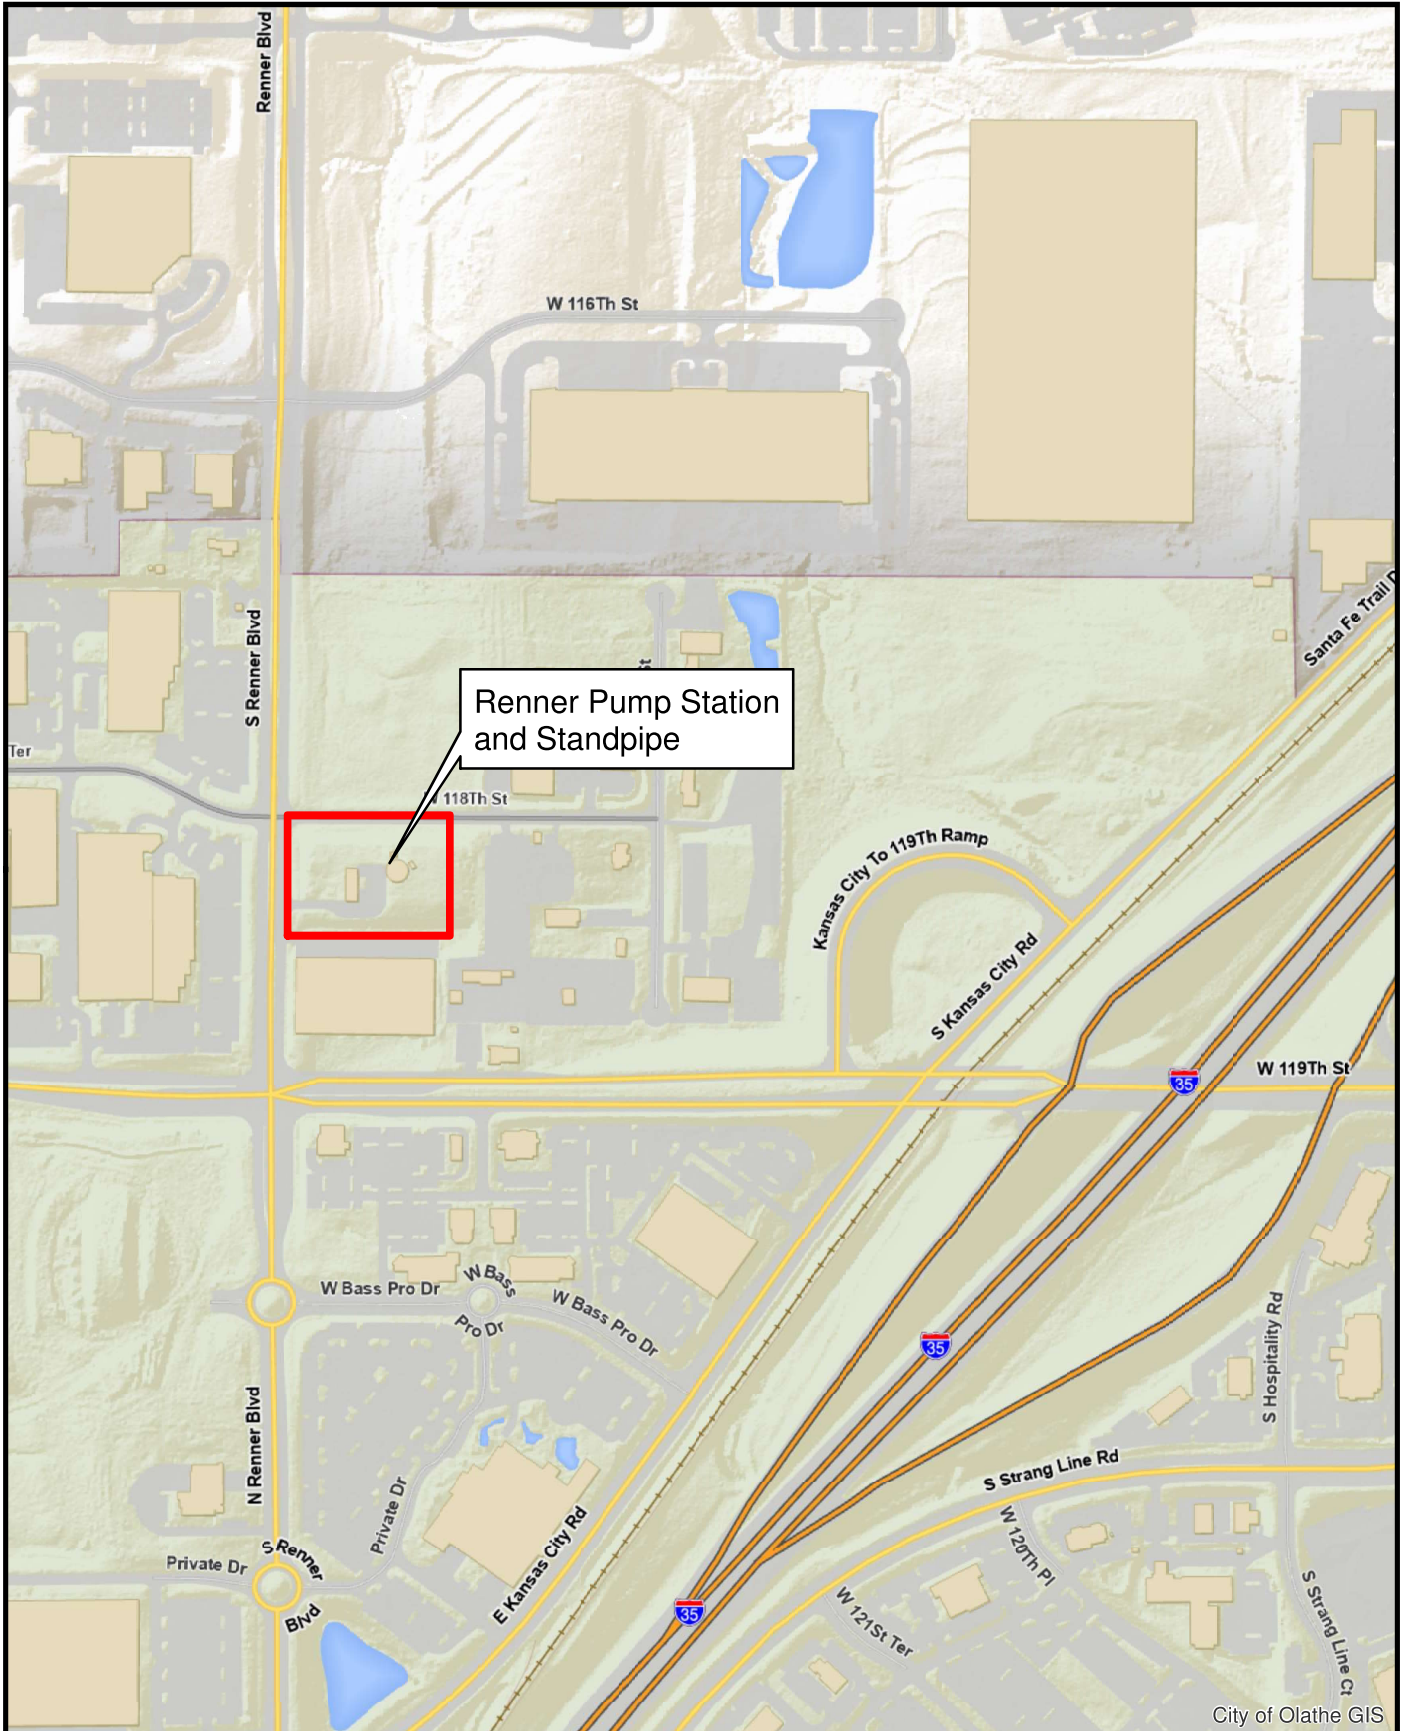 Renner Blvd
W 116Th St
S Renner Blvd
Santa Fe Trail D
St
Renner Pump Station
and Standpipe
Ter
118Th St
Kansas City To 119Th Ramp
S Kansas City Rd
W 119Th St
35
W Bass Pro Dr
W Bass
Pro Dr
W Bass Pro Dr
35
S Hospitality Rd
N Renner Blvd
S Strang Line Rd
Private Dr
W 120Th Pl
E Kansas City Rd
Private Dr
S Renner
Blvd
35
W 121St Ter
S Strang Line Ct
City of Olathe GIS